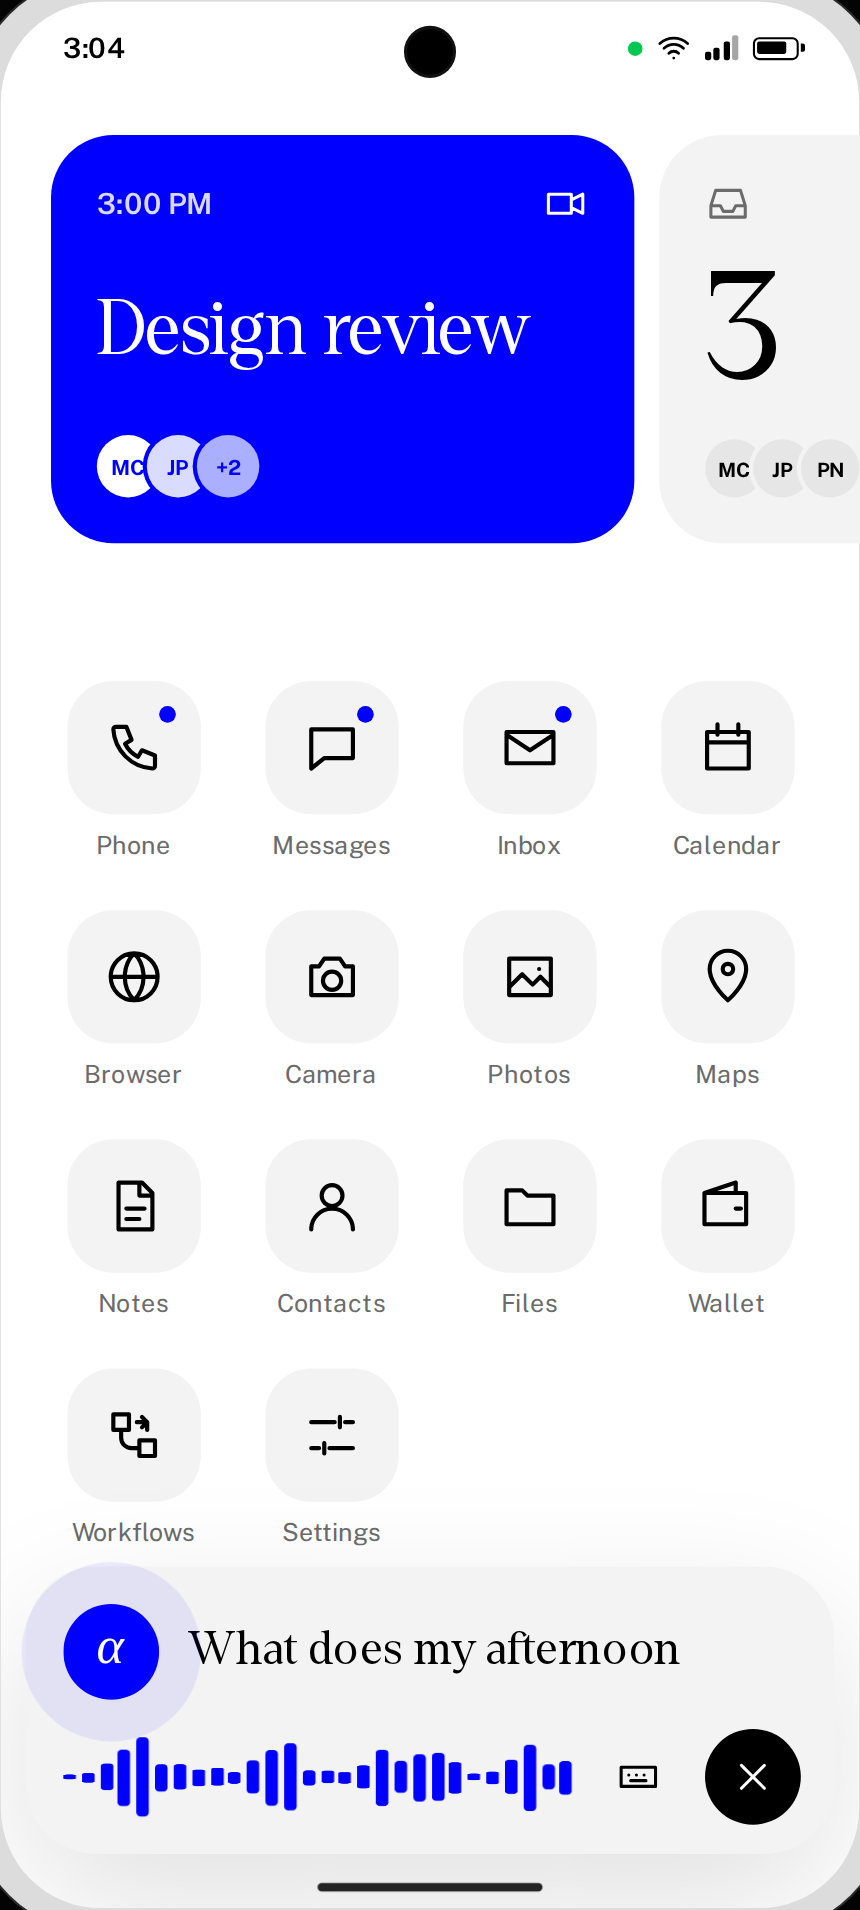 3:04
3:00 PM
Design review
MC JP +2
3
MC JP PN
Phone Messages Inbox Calendar
Browser Camera Photos Maps
Notes Contacts Files Wallet
Workflows Settings
α What does my afternoon